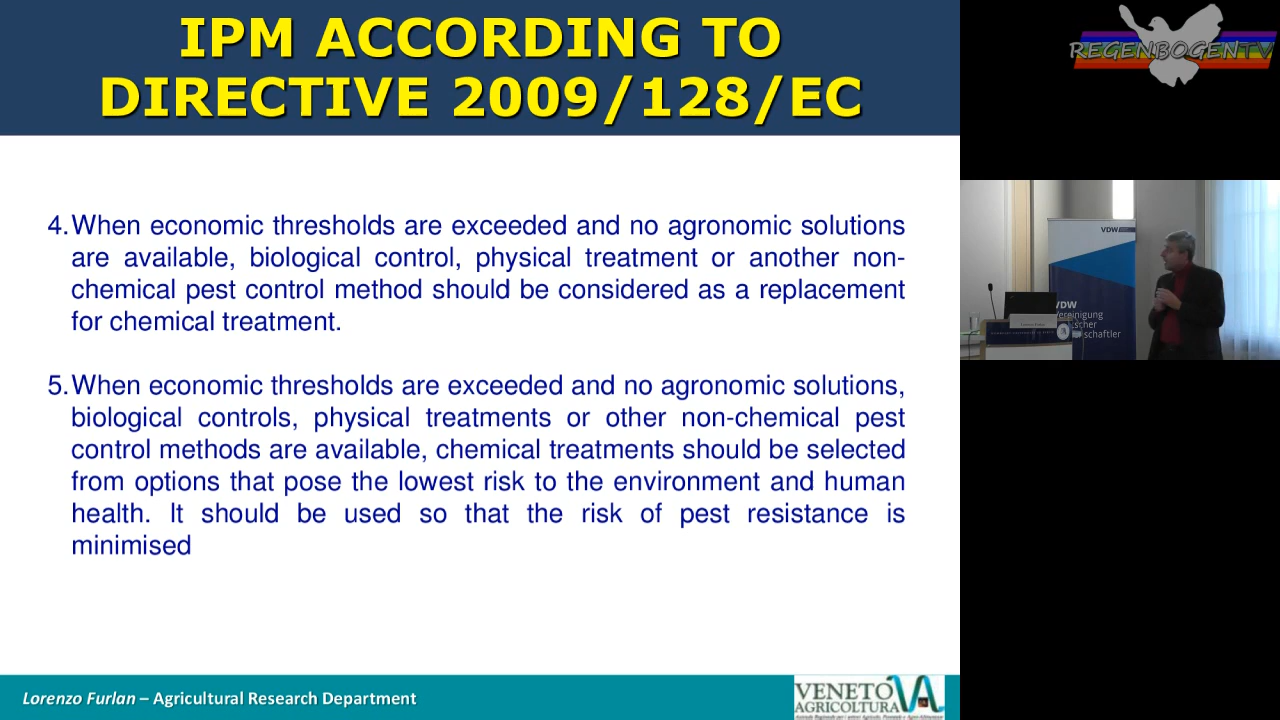 IPM ACCORDING TO
DIRECTIVE 2009/128/EC
REGENBOGENTV
4. When economic thresholds are exceeded and no agronomic solutions
are available, biological control, physical treatment or another non-
chemical pest control method should be considered as a replacement
for chemical treatment.
5. When economic thresholds are exceeded and no agronomic solutions,
biological controls, physical treatments or other non-chemical pest
control methods are available, chemical treatments should be selected
from options that pose the lowest risk to the environment and human
health. It should be used so that the risk of pest resistance is
minimised
VDW
VDW
Lorenzo Furlan – Agricultural Research Department
VENETO
AGRICOLTURA